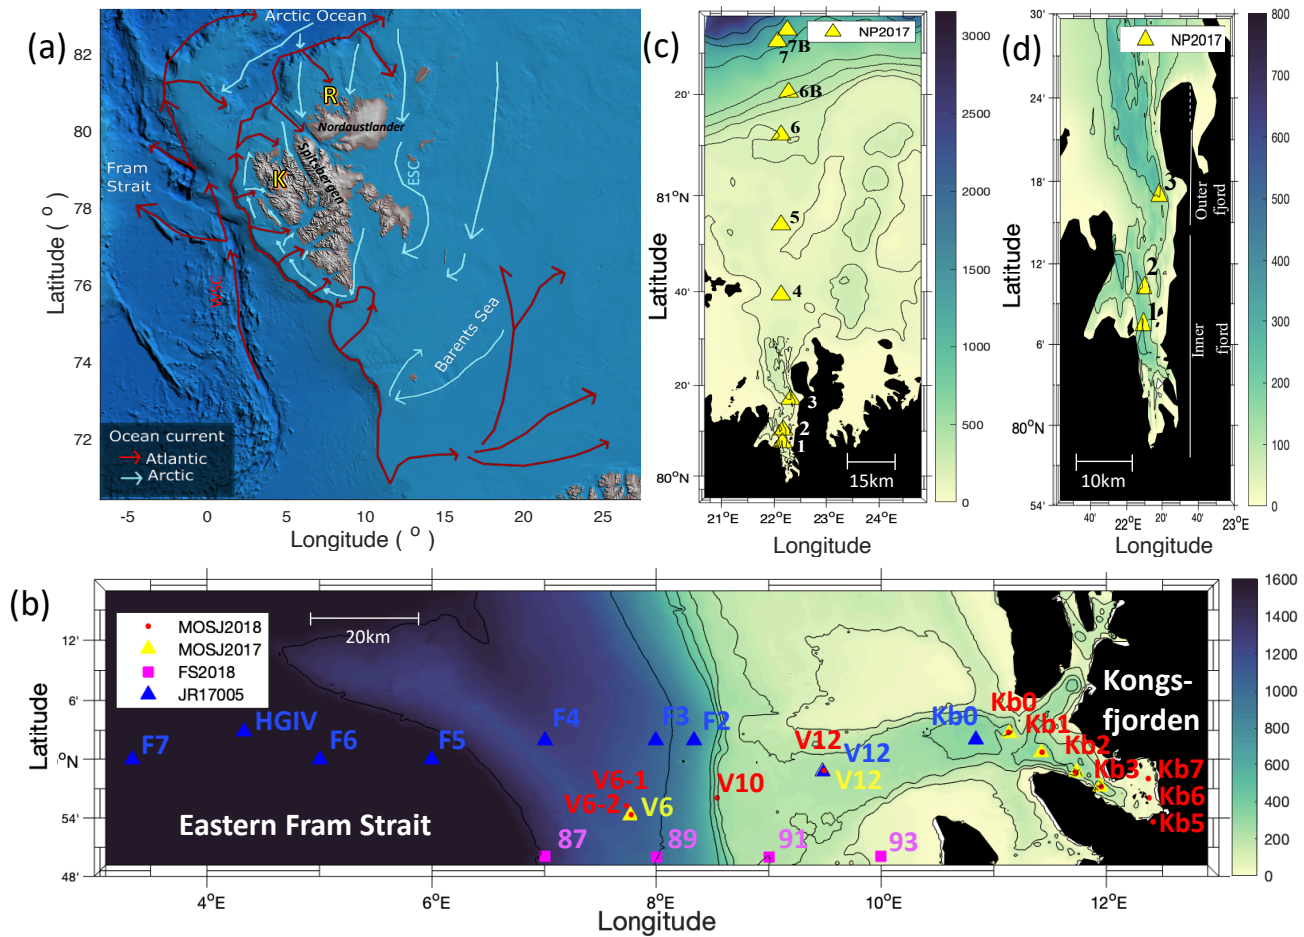 (a)
82
80
78
76
74
72
Latitude ( ° )
-5
0
5
10
15
20
25
Longitude ( ° )
Arctic Ocean
R
Nordaustlander
Spitsbergen
K
Fram
Strait
ESC
WSC
Barents Sea
Ocean current
Atlantic
Arctic
(c)
NP2017
7B
7
6B
6
5
4
3
2
1
20'
81°N
40'
20'
80°N
Latitude
15km
21°E
22°E
23°E
24°E
Longitude
3000
2500
2000
1500
1000
500
0
(d)
NP2017
30'
24'
18'
12'
6'
80°N
54'
Latitude
3
2
1
Outer
fjord
Inner
fjord
10km
40'
22°E
20'
40'
23°E
Longitude
800
700
600
500
400
300
200
100
0
(b)
MOSJ2018
MOSJ2017
FS2018
JR17005
20km
12'
6'
°N
54'
48'
Latitude
F7
HGIV
F6
F5
F4
F3
F2
V6-1
V6-2
V6
V10
V12
V12
V12
Kb0
Kb0
Kb1
Kb2
Kb3
Kb7
Kb6
Kb5
Kongs-
fjorden
Eastern Fram Strait
87
89
91
93
4°E
6°E
8°E
10°E
12°E
Longitude
1600
1400
1200
1000
800
600
400
200
0